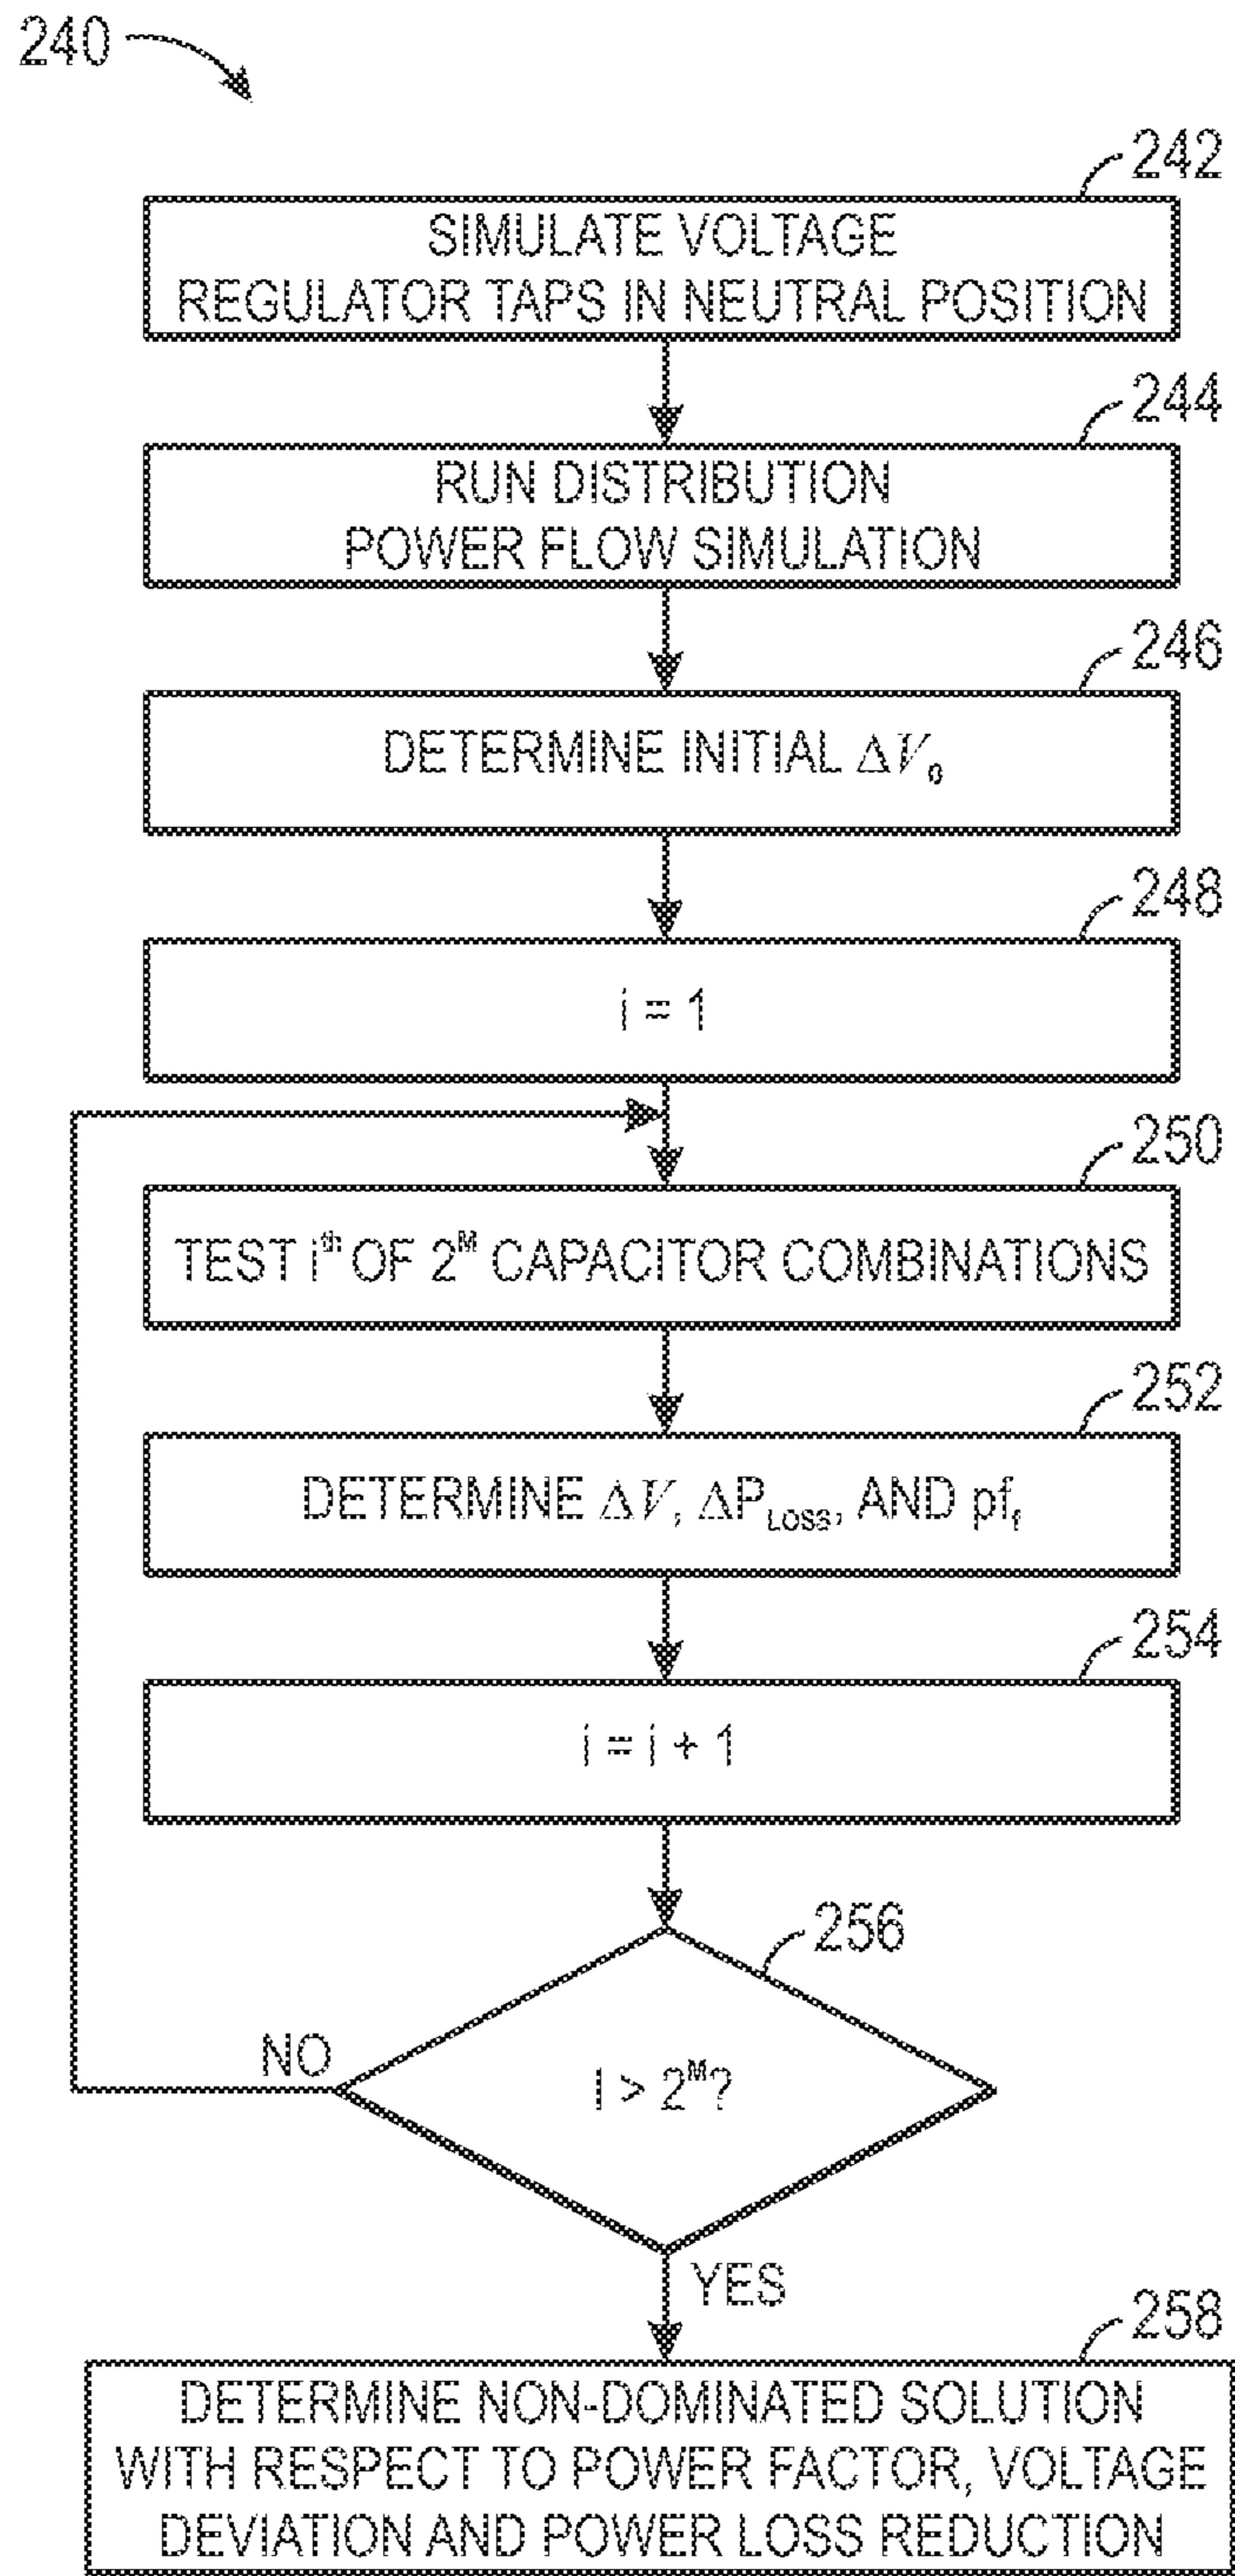 240
242
SIMULATE VOLTAGE
REGULATOR TAPS IN NEUTRAL POSITION
244
RUN DISTRIBUTION
POWER FLOW SIMULATION
246
DETERMINE INITIAL ΔV₀
248
i = 1
250
TEST iᵗʰ OF 2ᴹ CAPACITOR COMBINATIONS
252
DETERMINE ΔV, ΔP_LOSS, AND pf_f
254
i = i + 1
256
NO
I > 2ᴹ?
YES
258
DETERMINE NON-DOMINATED SOLUTION
WITH RESPECT TO POWER FACTOR, VOLTAGE
DEVIATION AND POWER LOSS REDUCTION